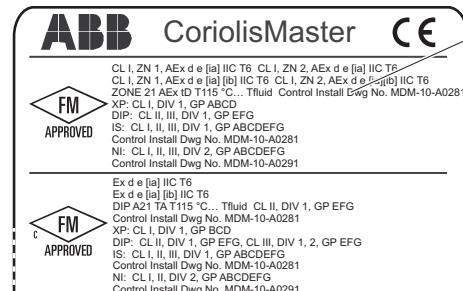 ABB CoriolisMaster CE
CL I, ZN 1, AEx d e [ia] IIC T6 CL I, ZN 2, AEx d e [ia] IIC T6
CL I, ZN 1, AEx d e [ia] [ib] IIC T6 CL I, ZN 2, AEx d e [ia][ib] IIC T6
ZONE 21 AEx tD T115 °C... Tfluid Control Install Dwg No. MDM-10-A0281
XP: CL I, DIV 1, GP ABCD
DIP: CL II, DIV 1, GP EFG
IS: CL I, II, III, DIV 1, GP ABCDEFG
Control Install Dwg No. MDM-10-A0281
NI: CL I, II, III, DIV 2, GP ABCDEFG
Control Install Dwg No. MDM-10-A0291
FM
APPROVED
Ex d e [ia] IIC T6
Ex d e [ia] [ib] IIC T6
DIP A21 TA T115 °C... Tfluid CL II, DIV 1, GP EFG
Control Install Dwg No. MDM-10-A0281
XP: CL I, DIV 1, GP BCD
DIP: CL II, DIV 1, GP EFG, CL III, DIV 1, 2, GP EFG
IS: CL I, II, III, DIV 1, GP ABCDEFG
Control Install Dwg No. MDM-10-A0281
NI: CL I, II, DIV 2, GP ABCDEFG
Control Install Dwg No. MDM-10-A0291
c FM
APPROVED